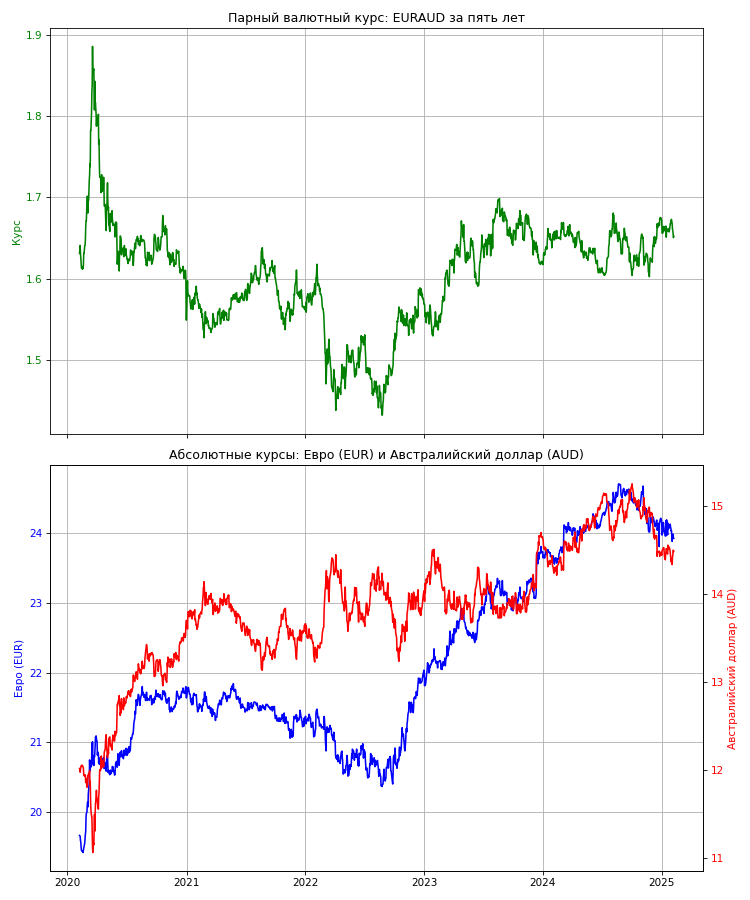 Парный валютный курс: EURAUD за пять лет
1.9
1.8
1.7
1.6
1.5
Курс
Абсолютные курсы: Евро (EUR) и Австралийский доллар (AUD)
24
23
22
21
20
Евро (EUR)
15
14
13
12
11
Австралийский доллар (AUD)
2020 2021 2022 2023 2024 2025